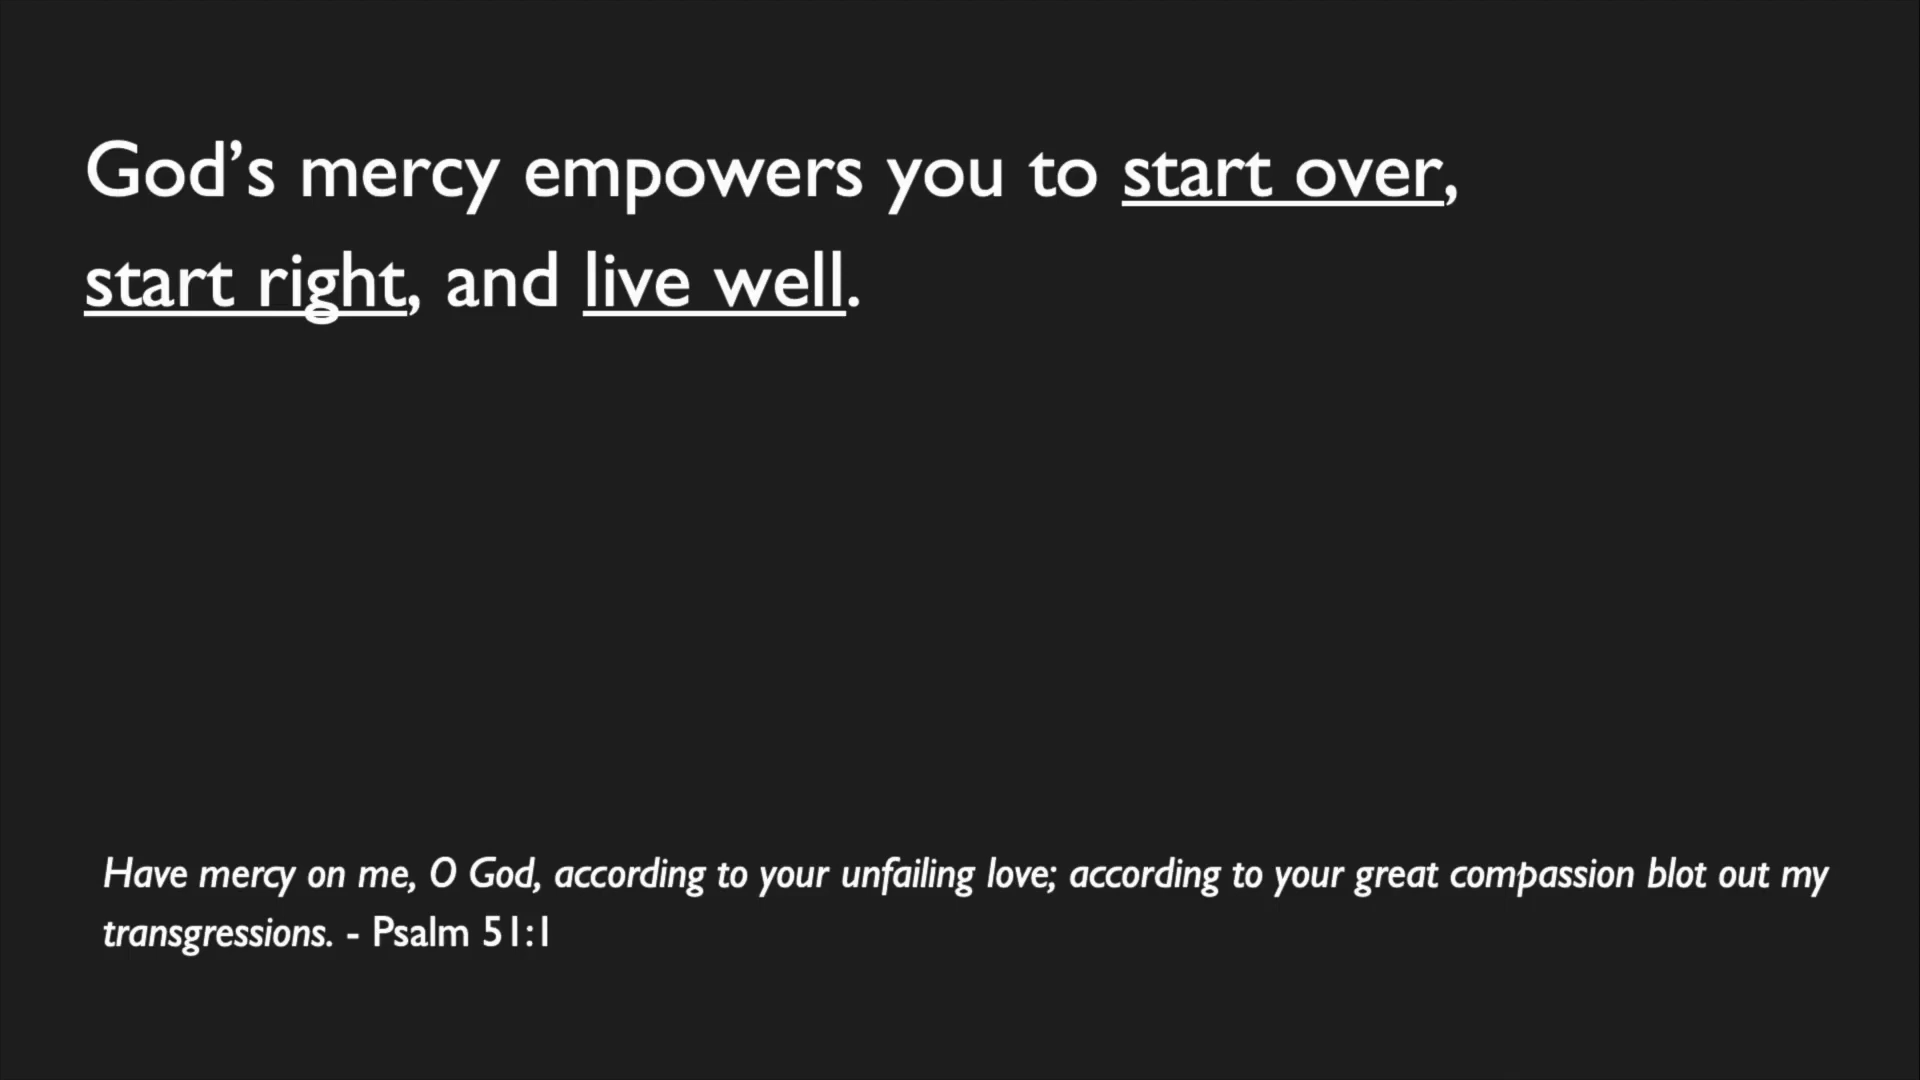 God’s mercy empowers you to start over,
start right, and live well.
Have mercy on me, O God, according to your unfailing love; according to your great compassion blot out my
transgressions. - Psalm 51:1